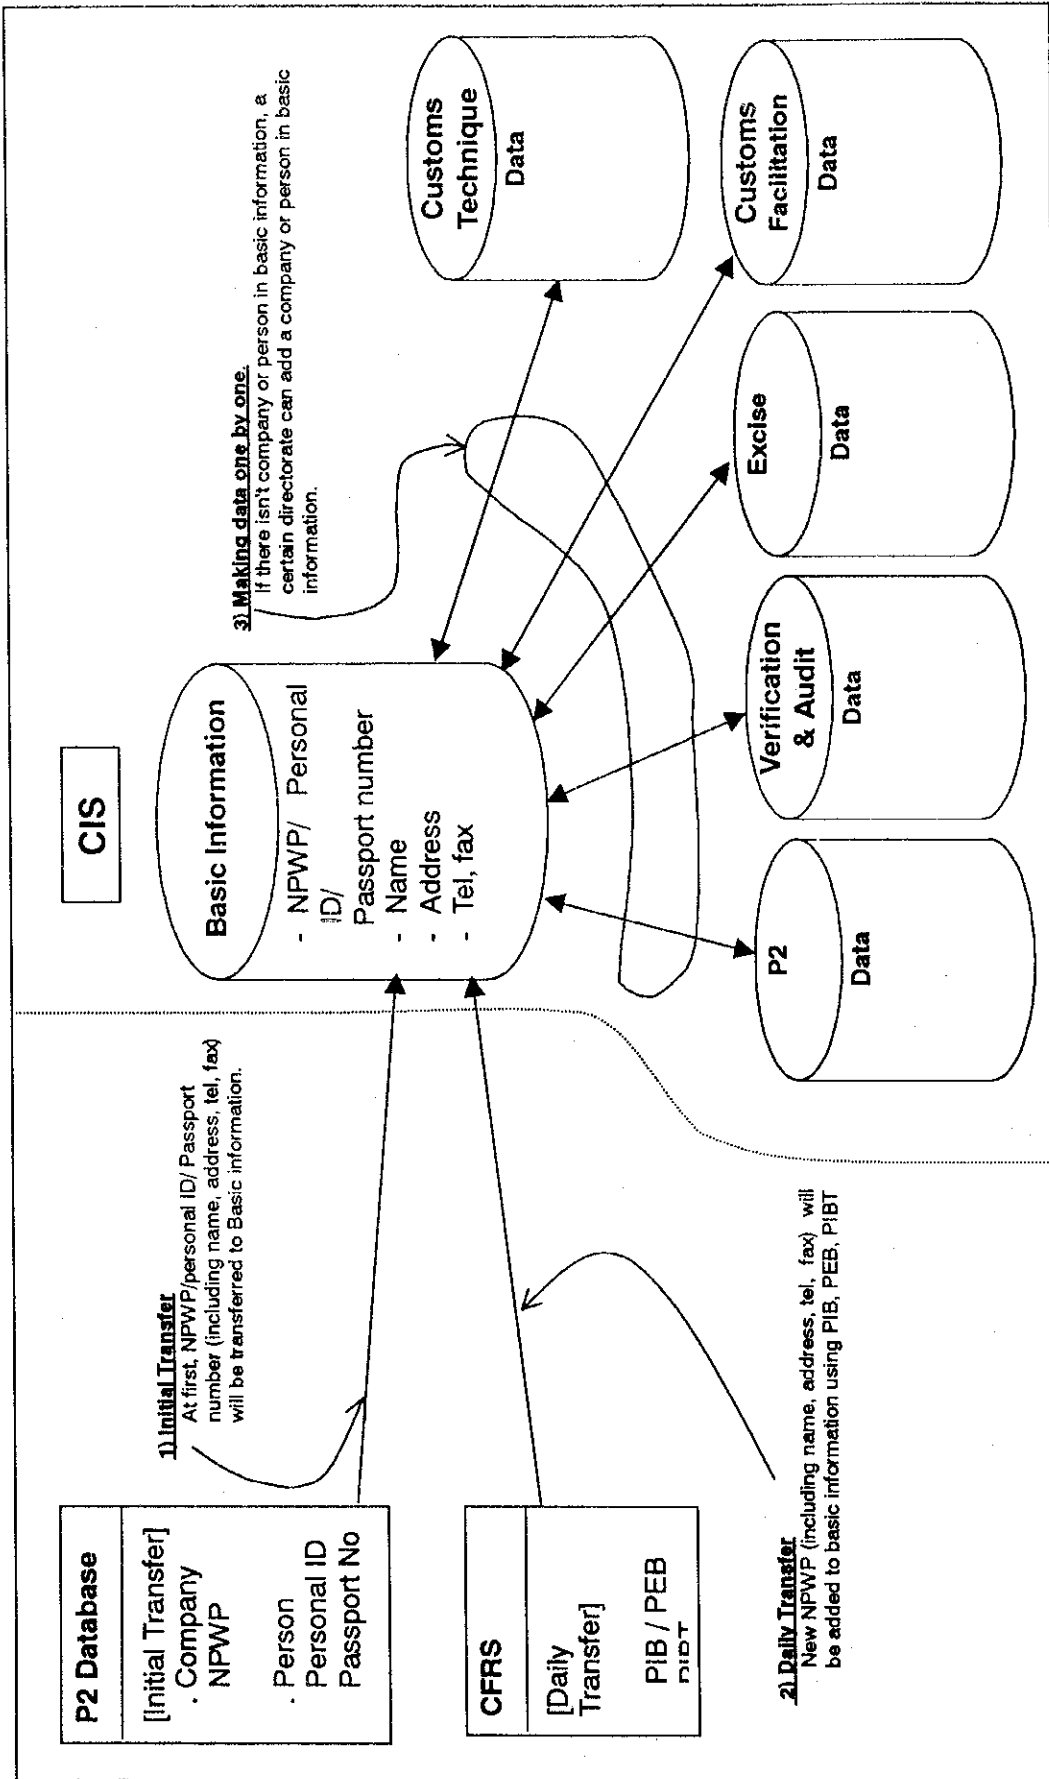 CIS
P2 Database
[Initial Transfer]
. Company
NPWP
. Person
Personal ID
Passport No
CFRS
[Daily
Transfer]
PIB / PEB
PIBT
1) Initial Transfer
At first, NPWP/personal ID/ Passport
number (including name, address, tel, fax)
will be transferred to Basic information.
2) Daily Transfer
New NPWP (including name, address, tel, fax) will
be added to basic information using PIB, PEB, PIBT
Basic Information
- NPWP/ Personal
ID/
Passport number
- Name
- Address
- Tel, fax
3) Making data one by one.
If there isn't company or person in basic information, a
certain directorate can add a company or person in basic
information.
Customs
Technique
Data
P2
Data
Verification
& Audit
Data
Excise
Data
Customs
Facilitation
Data